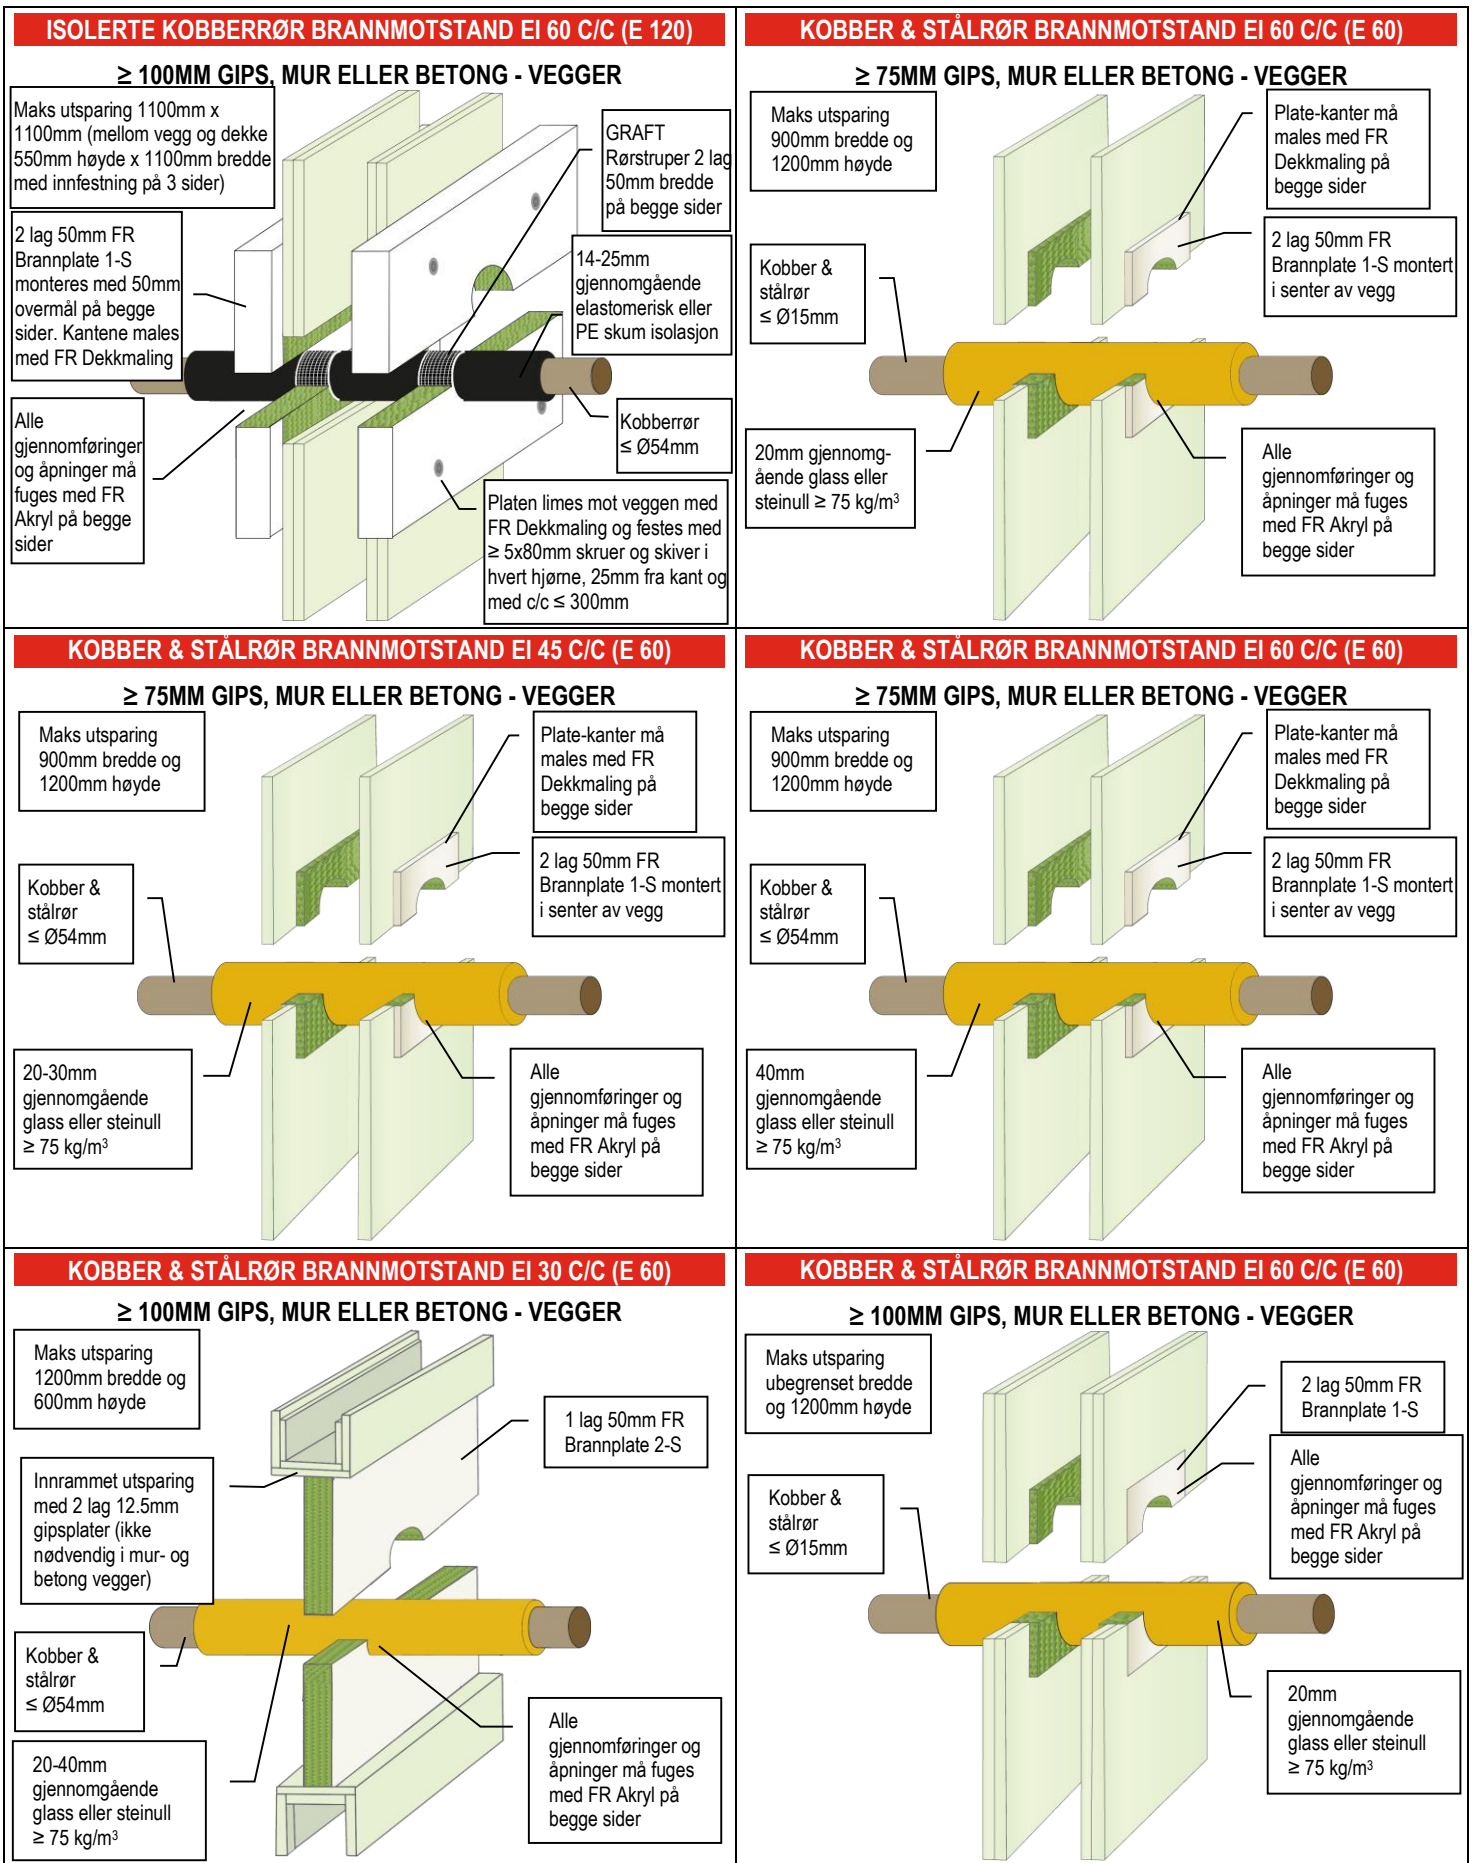 ISOLERTE KOBBERRØR BRANNMOTSTAND EI 60 C/C (E 120)
≥ 100MM GIPS, MUR ELLER BETONG - VEGGER
Maks utsparing 1100mm x
1100mm (mellom vegg og dekke
550mm høyde x 1100mm bredde
med innfestning på 3 sider)
GRAFT
Rørstruper 2 lag
50mm bredde
på begge sider
2 lag 50mm FR
Brannplate 1-S
monteres med 50mm
overmål på begge
sider. Kantene males
med FR Dekkmaling
14-25mm
gjennomgående
elastomerisk eller
PE skum isolasjon
Alle
gjennomføringer
og åpninger må
fuges med FR
Akryl på begge
sider
Kobberrør
≤ Ø54mm
Platen limes mot veggen med
FR Dekkmaling og festes med
≥ 5x80mm skruer og skiver i
hvert hjørne, 25mm fra kant og
med c/c ≤ 300mm
KOBBER & STÅLRØR BRANNMOTSTAND EI 60 C/C (E 60)
≥ 75MM GIPS, MUR ELLER BETONG - VEGGER
Maks utsparing
900mm bredde og
1200mm høyde
Plate-kanter må
males med FR
Dekkmaling på
begge sider
2 lag 50mm FR
Brannplate 1-S montert
i senter av vegg
Kobber &
stålrør
≤ Ø15mm
20mm gjennomg-
ående glass eller
steinull ≥ 75 kg/m³
Alle
gjennomføringer og
åpninger må fuges
med FR Akryl på
begge sider
KOBBER & STÅLRØR BRANNMOTSTAND EI 45 C/C (E 60)
≥ 75MM GIPS, MUR ELLER BETONG - VEGGER
Maks utsparing
900mm bredde og
1200mm høyde
Plate-kanter må
males med FR
Dekkmaling på
begge sider
2 lag 50mm FR
Brannplate 1-S montert
i senter av vegg
Kobber &
stålrør
≤ Ø54mm
20-30mm
gjennomgående
glass eller steinull
≥ 75 kg/m³
Alle
gjennomføringer og
åpninger må fuges
med FR Akryl på
begge sider
KOBBER & STÅLRØR BRANNMOTSTAND EI 60 C/C (E 60)
≥ 75MM GIPS, MUR ELLER BETONG - VEGGER
Maks utsparing
900mm bredde og
1200mm høyde
Plate-kanter må
males med FR
Dekkmaling på
begge sider
2 lag 50mm FR
Brannplate 1-S montert
i senter av vegg
Kobber &
stålrør
≤ Ø54mm
40mm
gjennomgående
glass eller steinull
≥ 75 kg/m³
Alle
gjennomføringer og
åpninger må fuges
med FR Akryl på
begge sider
KOBBER & STÅLRØR BRANNMOTSTAND EI 30 C/C (E 60)
≥ 100MM GIPS, MUR ELLER BETONG - VEGGER
Maks utsparing
1200mm bredde og
600mm høyde
1 lag 50mm FR
Brannplate 2-S
Innrammet utsparing
med 2 lag 12.5mm
gipsplater (ikke
nødvendig i mur- og
betong vegger)
Kobber &
stålrør
≤ Ø54mm
20-40mm
gjennomgående
glass eller steinull
≥ 75 kg/m³
Alle
gjennomføringer og
åpninger må fuges
med FR Akryl på
begge sider
KOBBER & STÅLRØR BRANNMOTSTAND EI 60 C/C (E 60)
≥ 100MM GIPS, MUR ELLER BETONG - VEGGER
Maks utsparing
ubegrenset bredde
og 1200mm høyde
2 lag 50mm FR
Brannplate 1-S
Alle
gjennomføringer og
åpninger må fuges
med FR Akryl på
begge sider
Kobber &
stålrør
≤ Ø15mm
20mm
gjennomgående
glass eller steinull
≥ 75 kg/m³